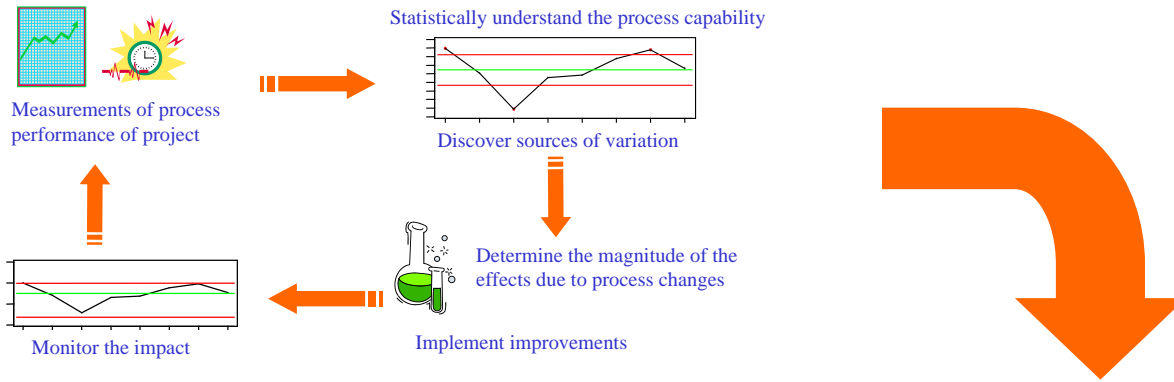 Statistically understand the process capability
Measurements of process
performance of project
Discover sources of variation
Determine the magnitude of the
effects due to process changes
Implement improvements
Monitor the impact